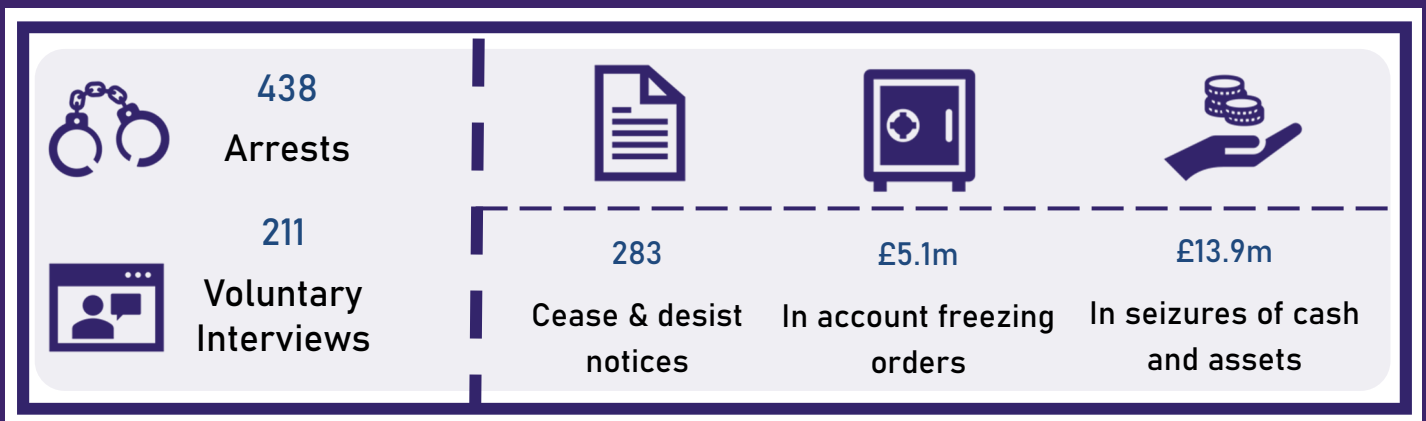 438
Arrests
211
Voluntary
Interviews
283
Cease & desist
notices
£5.1m
In account freezing
orders
£13.9m
In seizures of cash
and assets